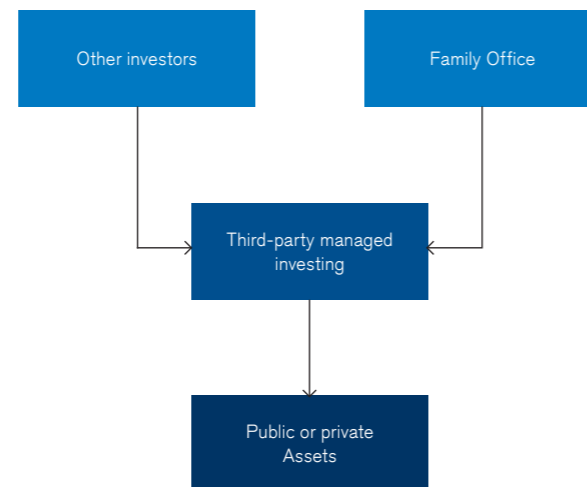 Other investors
Family Office
Third-party managed
investing
Public or private
Assets